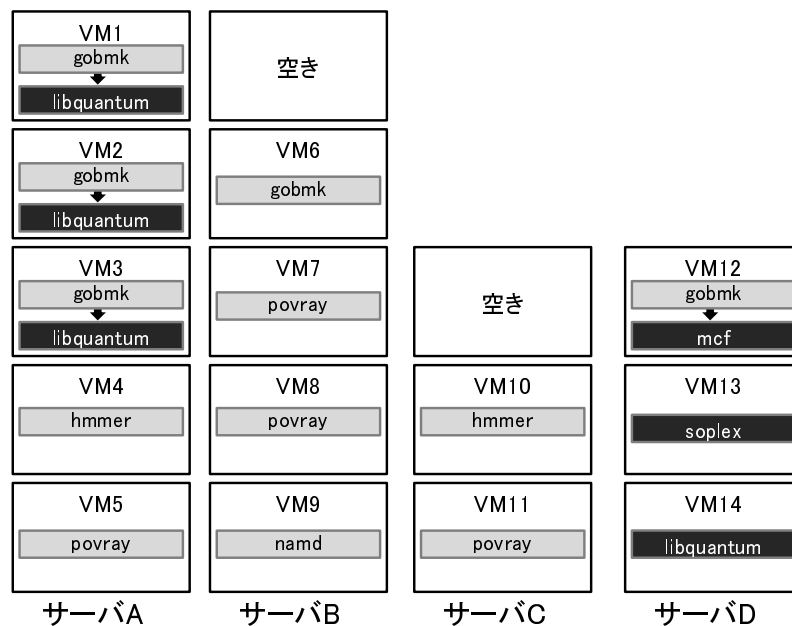 VM1
gobmk
libquantum
VM2
gobmk
libquantum
VM3
gobmk
libquantum
VM4
hmmer
VM5
povray
サーバA
空き
VM6
gobmk
VM7
povray
VM8
povray
VM9
namd
サーバB
空き
VM10
hmmer
VM11
povray
サーバC
VM12
gobmk
mcf
VM13
soplex
VM14
libquantum
サーバD